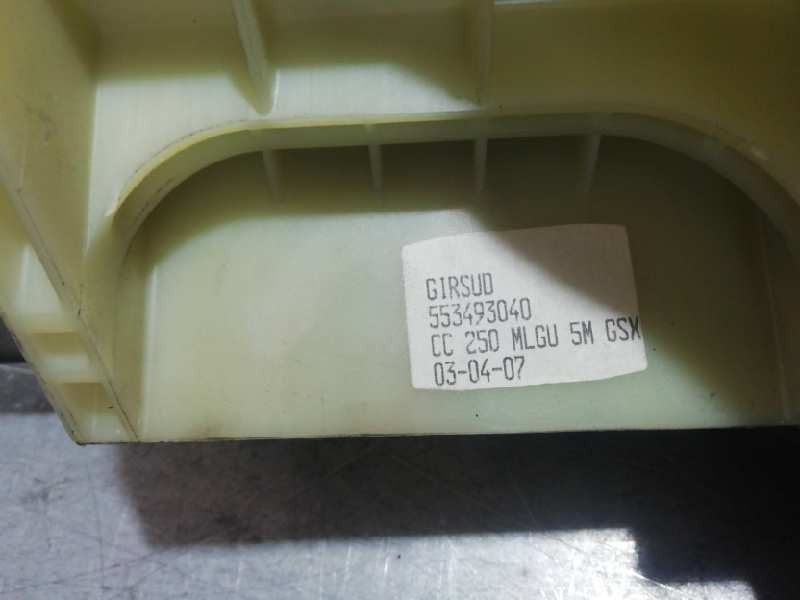 GIRSUD
553493040
CC 250 MLGU 5M GSX
03-04-07